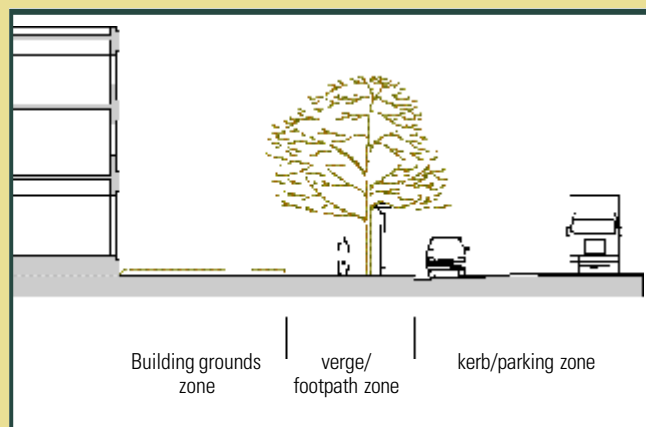 Building grounds
zone
verge/
footpath zone
kerb/parking zone